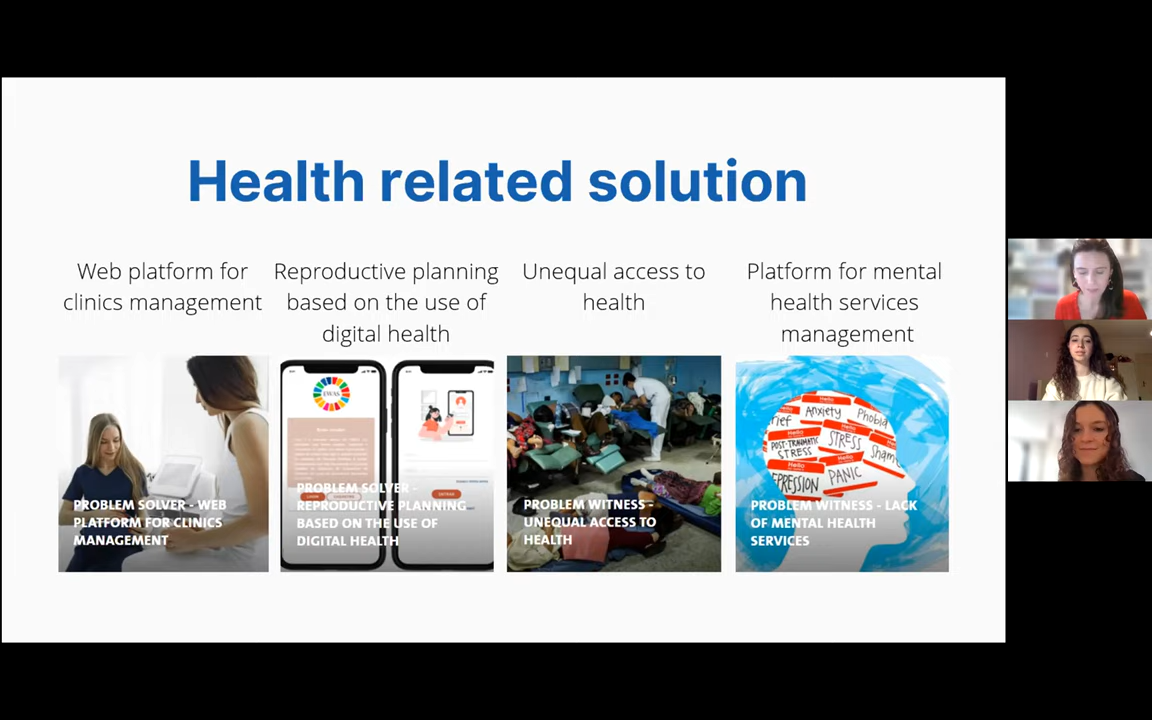 Health related solution
Web platform for
clinics management
Reproductive planning
based on the use of
digital health
Unequal access to
health
Platform for mental
health services
management
PROBLEM SOLVER - WEB
PLATFORM FOR CLINICS
MANAGEMENT
PROBLEM SOLVER -
REPRODUCTIVE PLANNING
BASED ON THE USE OF
DIGITAL HEALTH
PROBLEM WITNESS -
UNEQUAL ACCESS TO
HEALTH
Hello
Anxiety
Phobia
POST-TRAUMATIC
STRESS
STRESS
Shame
PANIC
PROBLEM WITNESS - LACK
OF MENTAL HEALTH
SERVICES